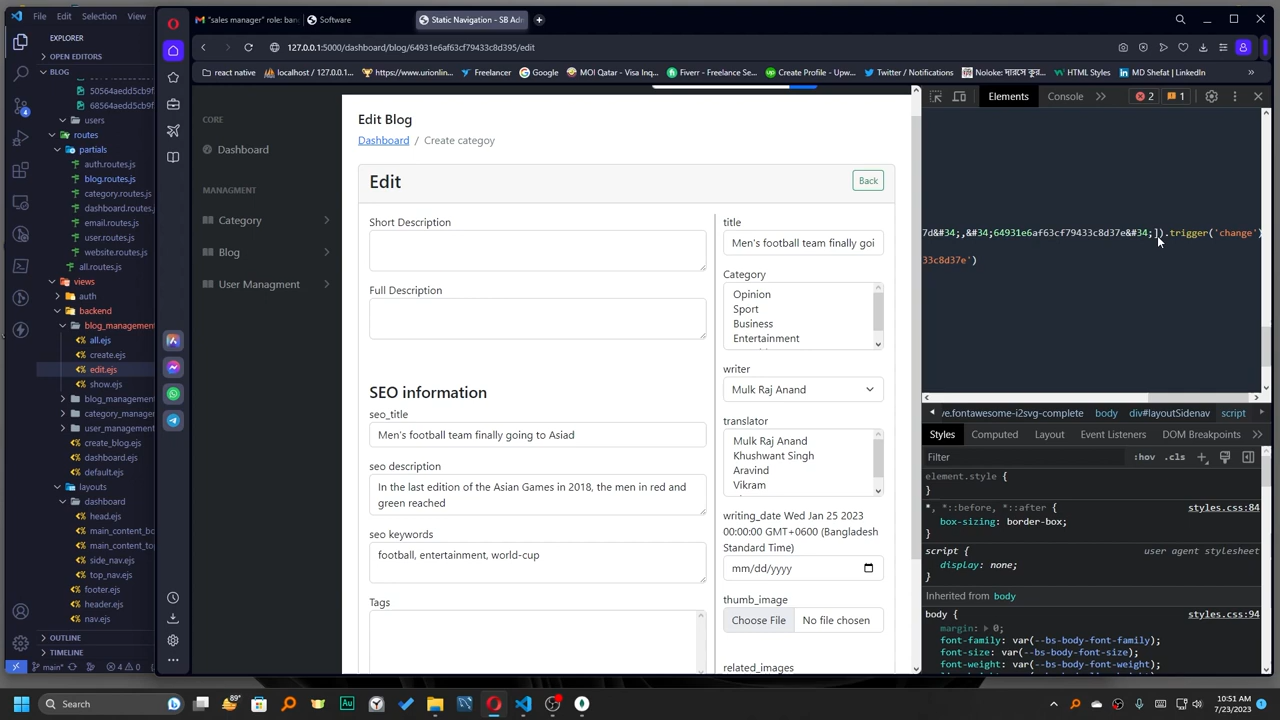 File Edit Selection View
"sales manager" role: ban
Software
Static Navigation - SB Adm
127.0.0.1:5000/dashboard/blog/64931e6af63cf79433c8d395/edit
react native
localhost / 127.0.0.1...
https://www.urionlin...
Freelancer
Google
MOI Qatar - Visa Inq...
Fiverr - Freelance Se...
Create Profile - Upw...
Twitter / Notifications
HTML Styles
MD Shefat | LinkedIn
EXPLORER
OPEN EDITORS
BLOG
50564aedd5cb9f
68564aedd5cb9f
users
routes
partials
auth.routes.js
blog.routes.js
category.routes.js
dashboard.routes...
email.routes.js
user.routes.js
website.routes.js
all.routes.js
views
auth
backend
blog_management
all.ejs
create.ejs
edit.ejs
show.ejs
blog_manageme
category_manag
user_manageme
create_blog.ejs
dashboard.ejs
default.ejs
layouts
dashboard
head.ejs
main_content_bo
main_content_top
side_nav.ejs
top_nav.ejs
footer.ejs
header.ejs
nav.ejs
OUTLINE
TIMELINE
main*
4
0
CORE
Dashboard
MANAGMENT
Category
Blog
User Managment
Edit Blog
Dashboard / Create categoy
Edit
Back
Short Description
Full Description
SEO information
seo_title
Men's football team finally going to Asiad
seo description
In the last edition of the Asian Games in 2018, the men in red and
green reached
seo keywords
football, entertainment, world-cup
Tags
title
Men's football team finally goi
Category
Opinion
Sport
Business
Entertainment
writer
Mulk Raj Anand
translator
Mulk Raj Anand
Khushwant Singh
Aravind
Vikram
writing_date Wed Jan 25 2023
00:00:00 GMT+0600 (Bangladesh
Standard Time)
mm/dd/yyyy
thumb_image
Choose File No file chosen
related_images
Elements Console 2 1
7d&#34;,&#34;64931e6af63cf79433c8d37e&#34;]).trigger('change')
33c8d37e')
ve.fontawesome-i2svg-complete body div#layoutSidenav script
Styles Computed Layout Event Listeners DOM Breakpoints
Filter :hov .cls
element.style {
}
*, *::before, *::after { styles.css:84
box-sizing: border-box;
}
script { user agent stylesheet
display: none;
}
Inherited from body
body { styles.css:94
margin: 0;
font-family: var(--bs-body-font-family);
font-size: var(--bs-body-font-size);
font-weight: var(--bs-body-font-weight);
Search
89°
10:51 AM
7/23/2023